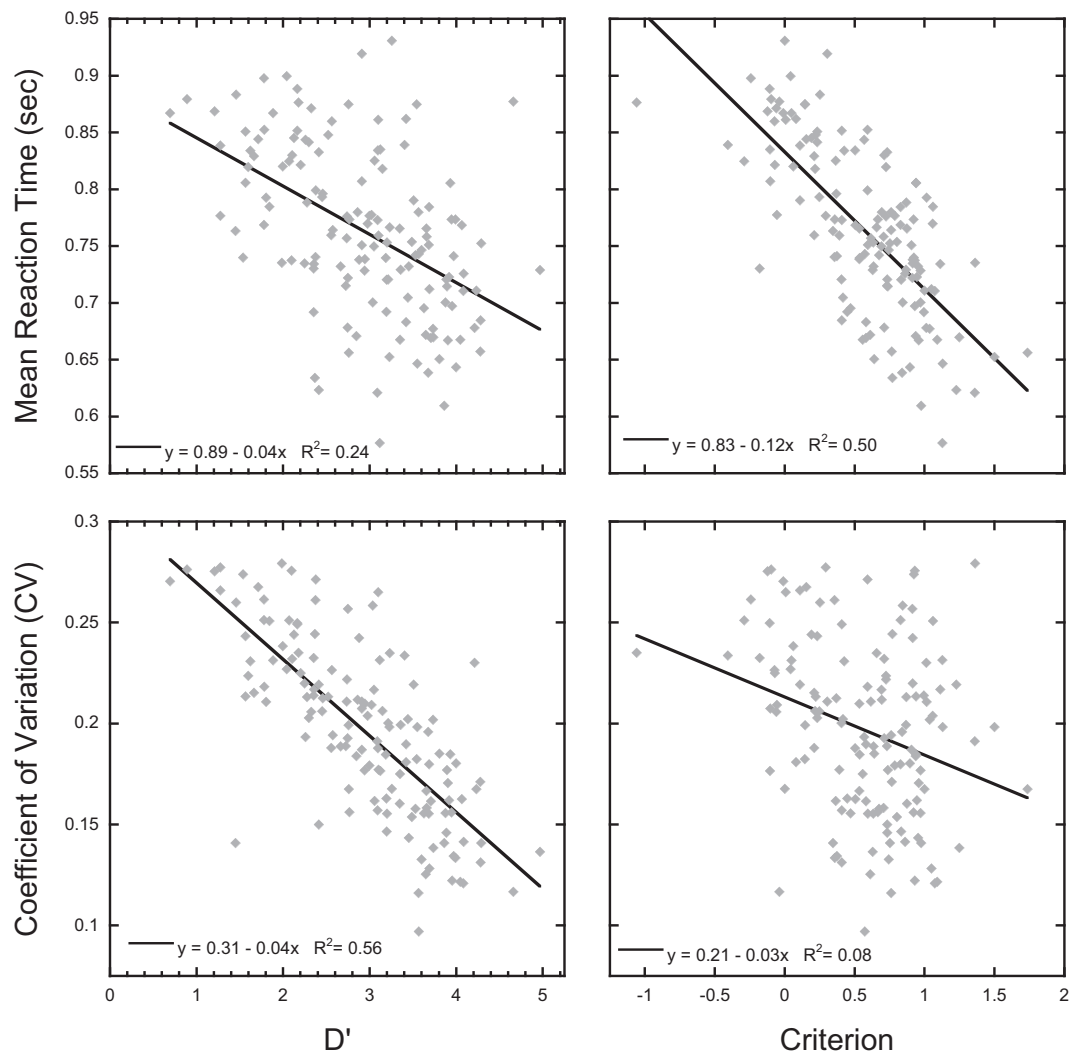 Mean Reaction Time (sec)
0.95
0.9
0.85
0.8
0.75
0.7
0.65
0.6
0.55
y = 0.89 - 0.04x R²= 0.24
y = 0.83 - 0.12x R²= 0.50
Coefficient of Variation (CV)
0.3
0.25
0.2
0.15
0.1
y = 0.31 - 0.04x R²= 0.56
y = 0.21 - 0.03x R²= 0.08
0 1 2 3 4 5
-1 -0.5 0 0.5 1 1.5 2
D'
Criterion